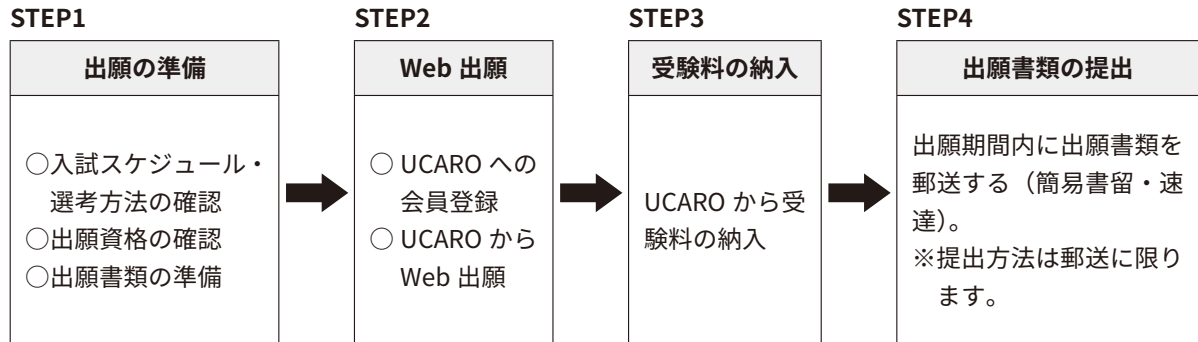 STEP1
出願の準備
○入試スケジュール・
選考方法の確認
○出願資格の確認
○出願書類の準備
STEP2
Web 出願
○ UCARO への
会員登録
○ UCARO から
Web 出願
STEP3
受験料の納入
UCARO から受
験料の納入
STEP4
出願書類の提出
出願期間内に出願書類を
郵送する（簡易書留・速
達）。
※提出方法は郵送に限り
ます。